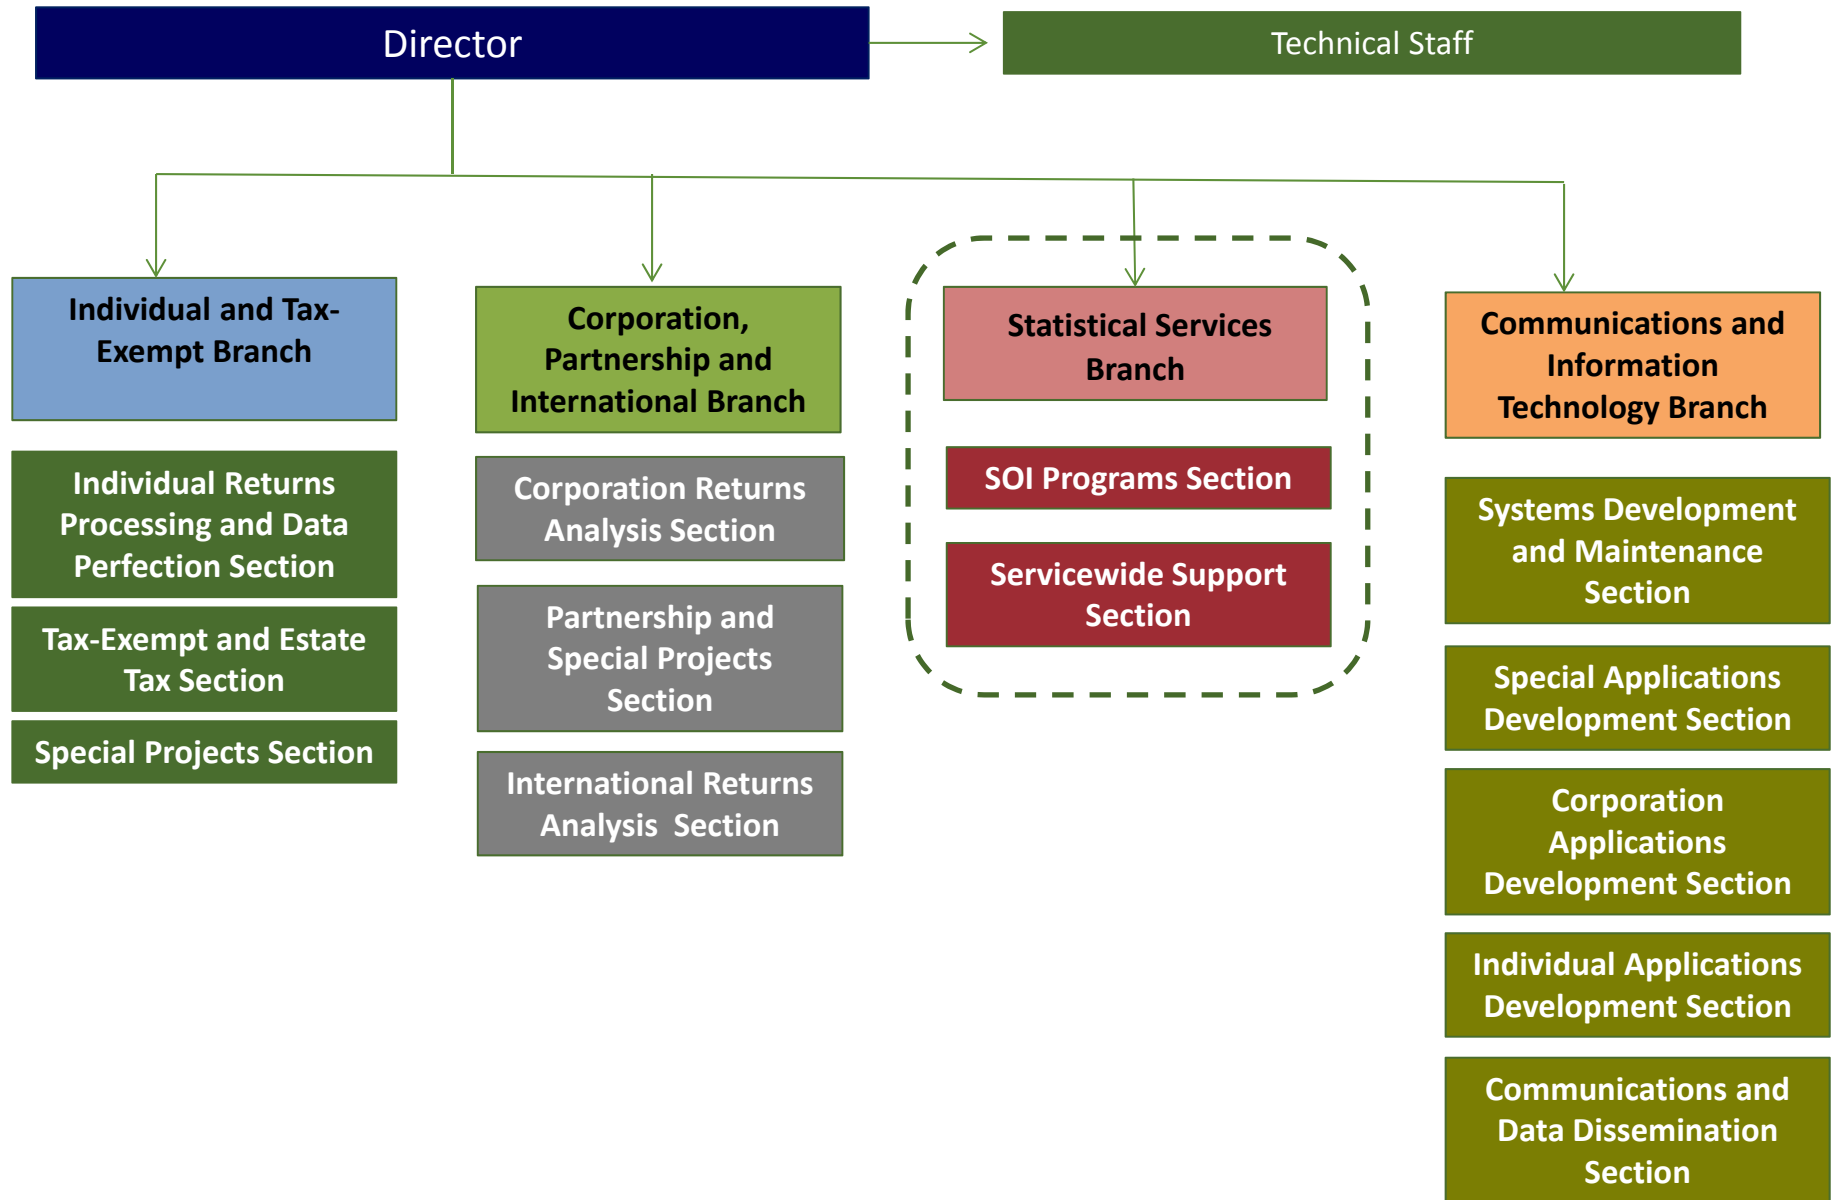 Director
Technical Staff
Individual and Tax-
Exempt Branch
Individual Returns
Processing and Data
Perfection Section
Tax-Exempt and Estate
Tax Section
Special Projects Section
Corporation,
Partnership and
International Branch
Corporation Returns
Analysis Section
Partnership and
Special Projects
Section
International Returns
Analysis  Section
Statistical Services
Branch
SOI Programs Section
Servicewide Support
Section
Communications and
Information
Technology Branch
Systems Development
and Maintenance
Section
Special Applications
Development Section
Corporation
Applications
Development Section
Individual Applications
Development Section
Communications and
Data Dissemination
Section